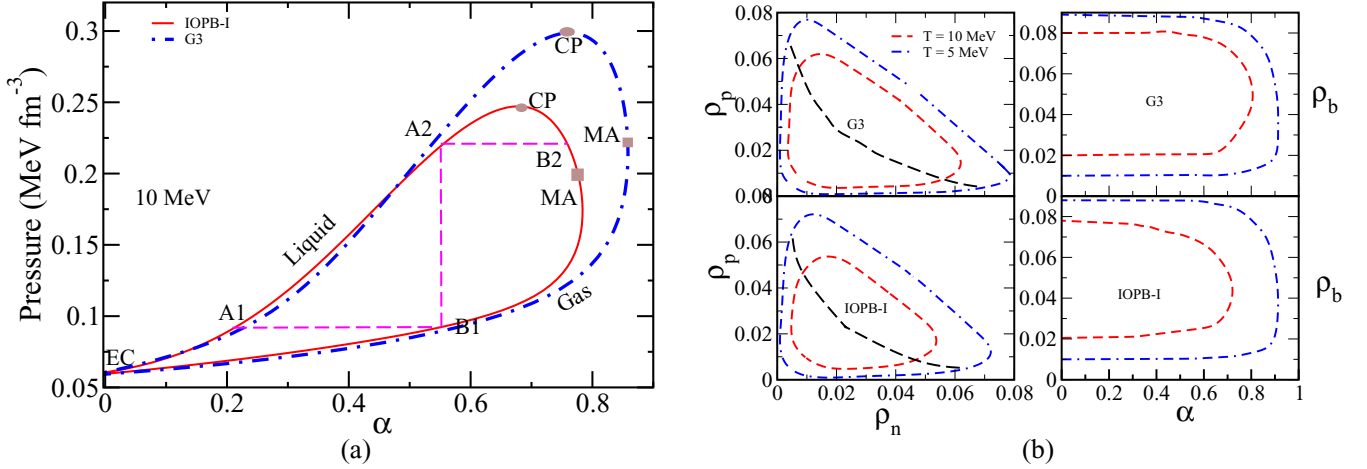 IOPB-I
G3
0.3
0.25
0.2
0.15
0.1
0.05
Pressure (MeV fm⁻³)
CP
CP
A2
MA
B2
MA
10 MeV
Liquid
Gas
A1
B1
EC
0 0.2 0.4 0.6 0.8
α
(a)
0.08
0.06
0.04
0.02
0
ρp
T = 10 MeV
T = 5 MeV
G3
0.08
0.06
0.04
0.02
0
G3
ρb
0.06
0.04
0.02
0
ρp
IOPB-I
0 0.02 0.04 0.06 0.08
ρn
0.08
0.06
0.04
0.02
0
IOPB-I
ρb
0 0.2 0.4 0.6 0.8 1
α
(b)